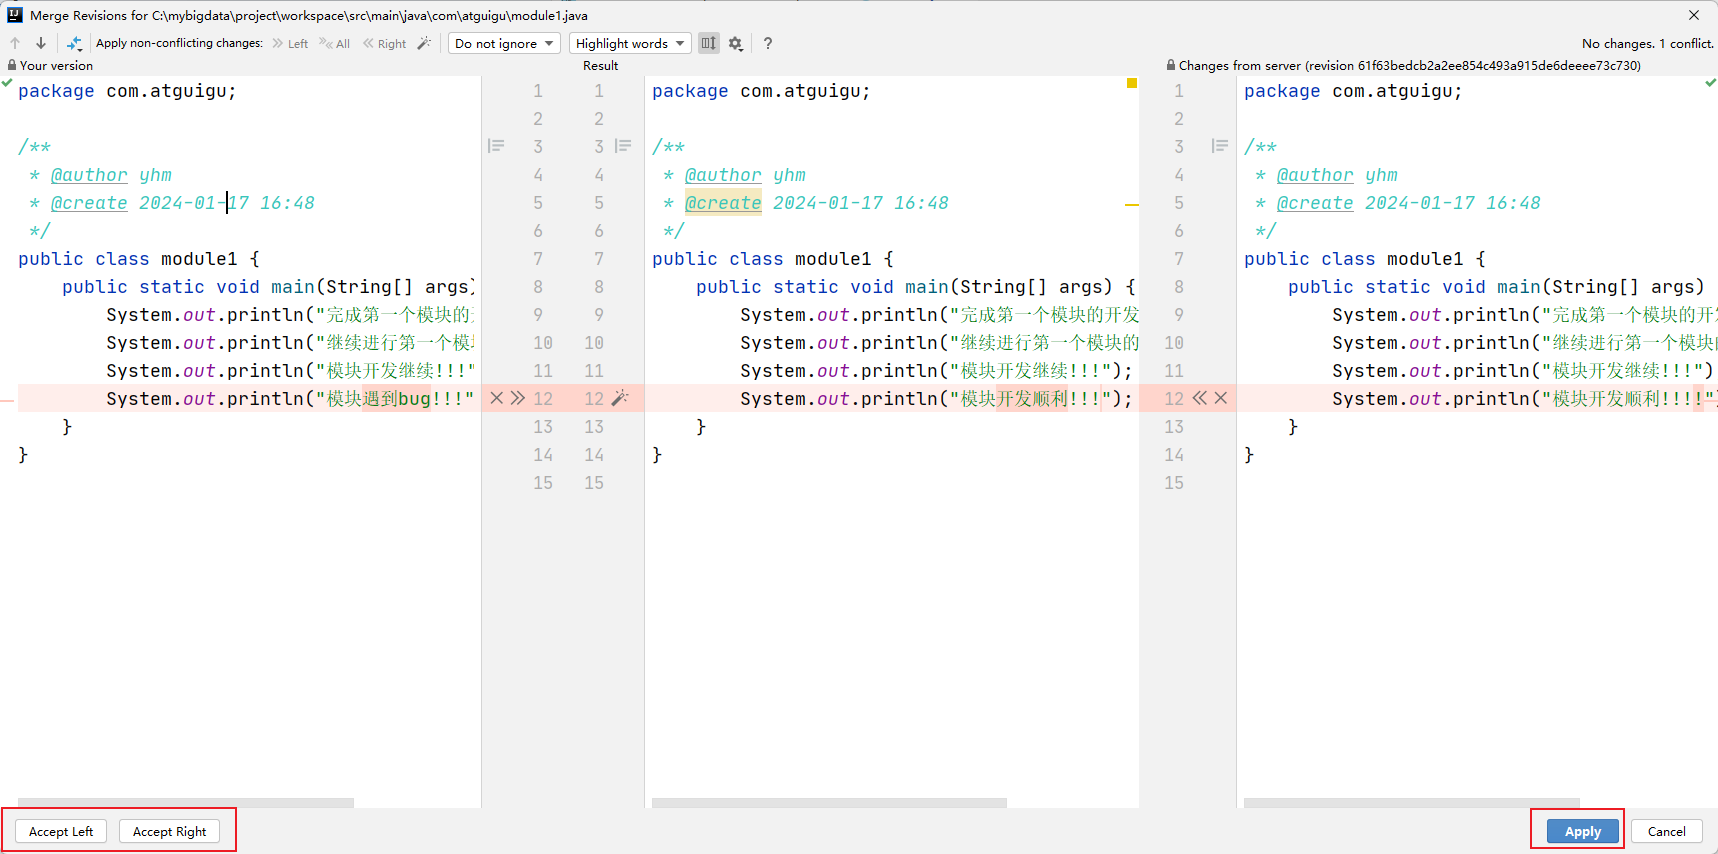 Merge Revisions for C:\mybigdata\project\workspace\src\main\java\com\atguigu\module1.java
Apply non-conflicting changes: Left All Right Do not ignore Highlight words ? No changes. 1 conflict.
Your version Result Changes from server (revision 61f63bedcb2a2ee854c493a915de6deeee73c730)
package com.atguigu;
/**
* @author yhm
* @create 2024-01-17 16:48
*/
public class module1 {
public static void main(String[] args)
System.out.println("完成第一个模块的
System.out.println("继续进行第一个模
System.out.println("模块开发继续!!!"
System.out.println("模块遇到bug!!!"
}
}
1 1
2 2
3 3
4 4
5 5
6 6
7 7
8 8
9 9
10 10
11 11
12 12
13 13
14 14
15 15
package com.atguigu;
/**
* @author yhm
* @create 2024-01-17 16:48
*/
public class module1 {
public static void main(String[] args) {
System.out.println("完成第一个模块的开发
System.out.println("继续进行第一个模块的
System.out.println("模块开发继续!!!");
System.out.println("模块开发顺利!!!");
}
}
1
2
3
4
5
6
7
8
9
10
11
12
13
14
15
package com.atguigu;
/**
* @author yhm
* @create 2024-01-17 16:48
*/
public class module1 {
public static void main(String[] args)
System.out.println("完成第一个模块的开发
System.out.println("继续进行第一个模块的
System.out.println("模块开发继续!!!")
System.out.println("模块开发顺利!!!!")
}
}
Accept Left Accept Right Apply Cancel